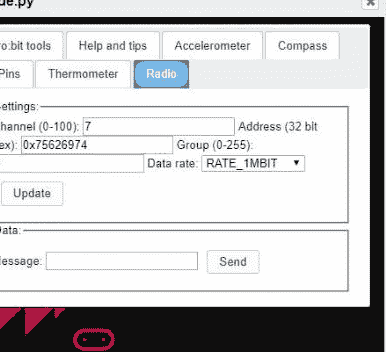 de.py
ro:bit tools Help and tips Accelerometer Compass
Pins Thermometer Radio
ettings:
hannel (0-100): 7 Address (32 bit
ex): 0x75626974 Group (0-255):
Data rate: RATE_1MBIT
Update
Data:
essage: Send